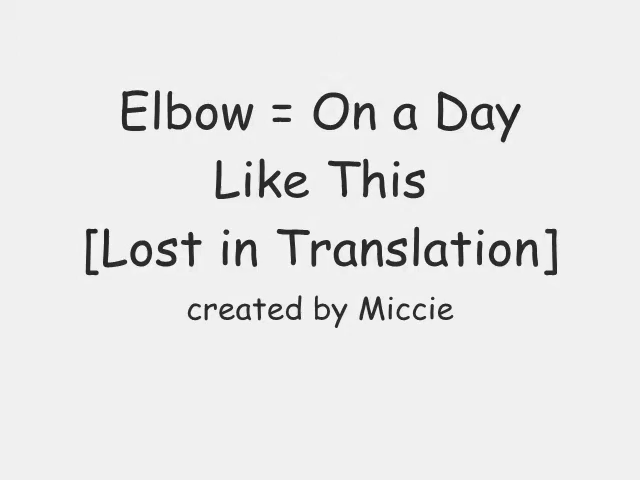 Elbow = On a Day
Like This
[Lost in Translation]
created by Miccie